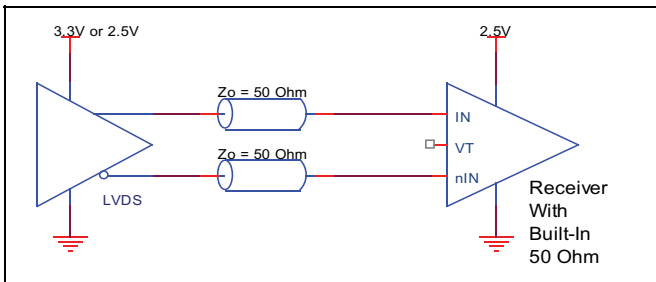 3.3V or 2.5V
2.5V
Zo = 50 Ohm
IN
VT
Zo = 50 Ohm
nIN
LVDS
Receiver
With
Built-In
50 Ohm